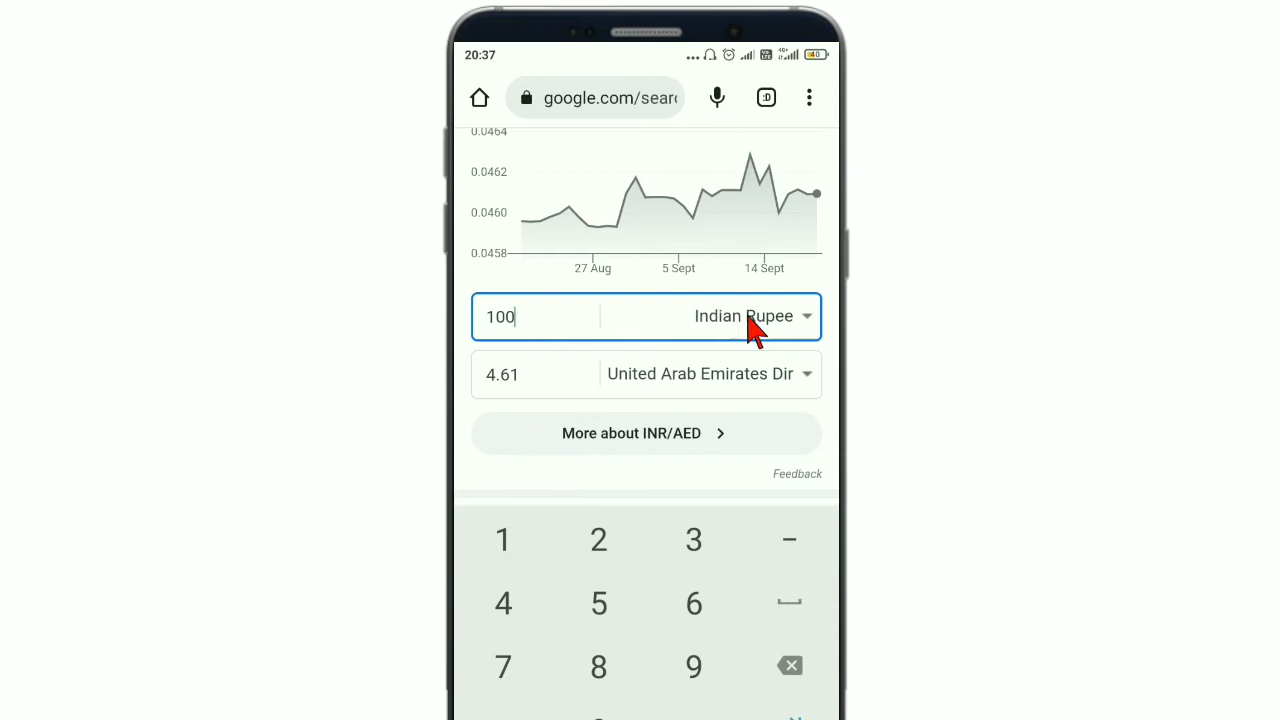 20:37
40
google.com/sear
:D
0.0464
0.0462
0.0460
0.0458
27 Aug 5 Sept 14 Sept
100 Indian Rupee
4.61 United Arab Emirates Dir
More about INR/AED
Feedback
1 2 3 -
4 5 6
7 8 9